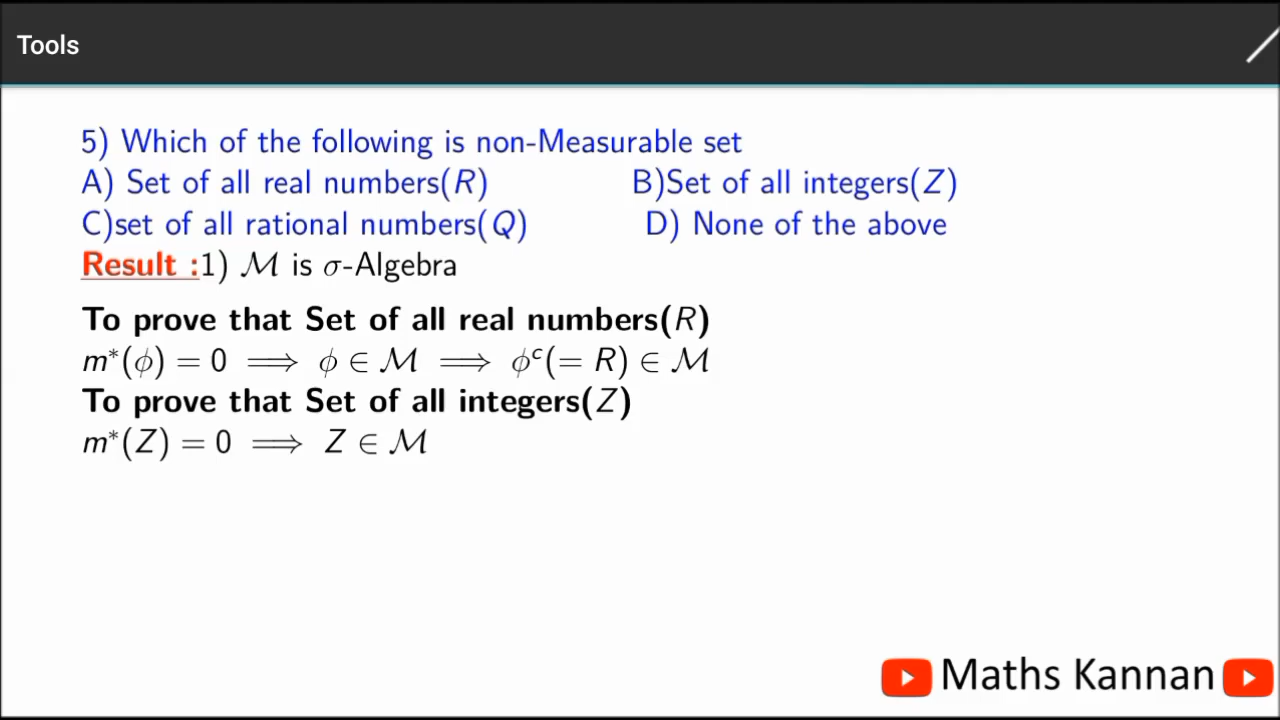 Tools
5) Which of the following is non-Measurable set
A) Set of all real numbers(R) B)Set of all integers(Z)
C)set of all rational numbers(Q) D) None of the above
Result :1) ℳ is σ-Algebra
To prove that Set of all real numbers(R)
m*(ϕ) = 0 ⟹ ϕ ∈ ℳ ⟹ ϕᶜ(= R) ∈ ℳ
To prove that Set of all integers(Z)
m*(Z) = 0 ⟹ Z ∈ ℳ
Maths Kannan